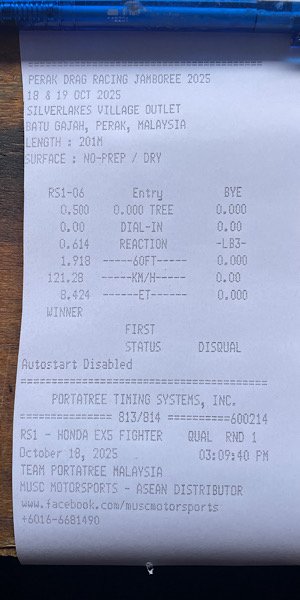 ==================================
PERAK DRAG RACING JAMBOREE 2025
18 & 19 OCT 2025
SILVERLAKES VILLAGE OUTLET
BATU GAJAH, PERAK, MALAYSIA
LENGTH : 201M
SURFACE : NO-PREP / DRY
RS1-06 Entry BYE
0.500 0.000 TREE 0.000
0.00 DIAL-IN 0.00
0.614 REACTION -LB3-
1.918 -----60FT------ 0.000
121.28 -----KM/H------ 0.00
8.424 ------ET------- 0.000
WINNER
FIRST
STATUS DISQUAL
Autostart Disabled
====================================
PORTATREE TIMING SYSTEMS, INC.
============== 813/814 ==========600214
RS1 - HONDA EX5 FIGHTER QUAL RND 1
October 18, 2025 03:09:40 PM
TEAM PORTATREE MALAYSIA
MUSC MOTORSPORTS - ASEAN DISTRIBUTOR
www.facebook.com/muscmotorsports
+6016-6681490